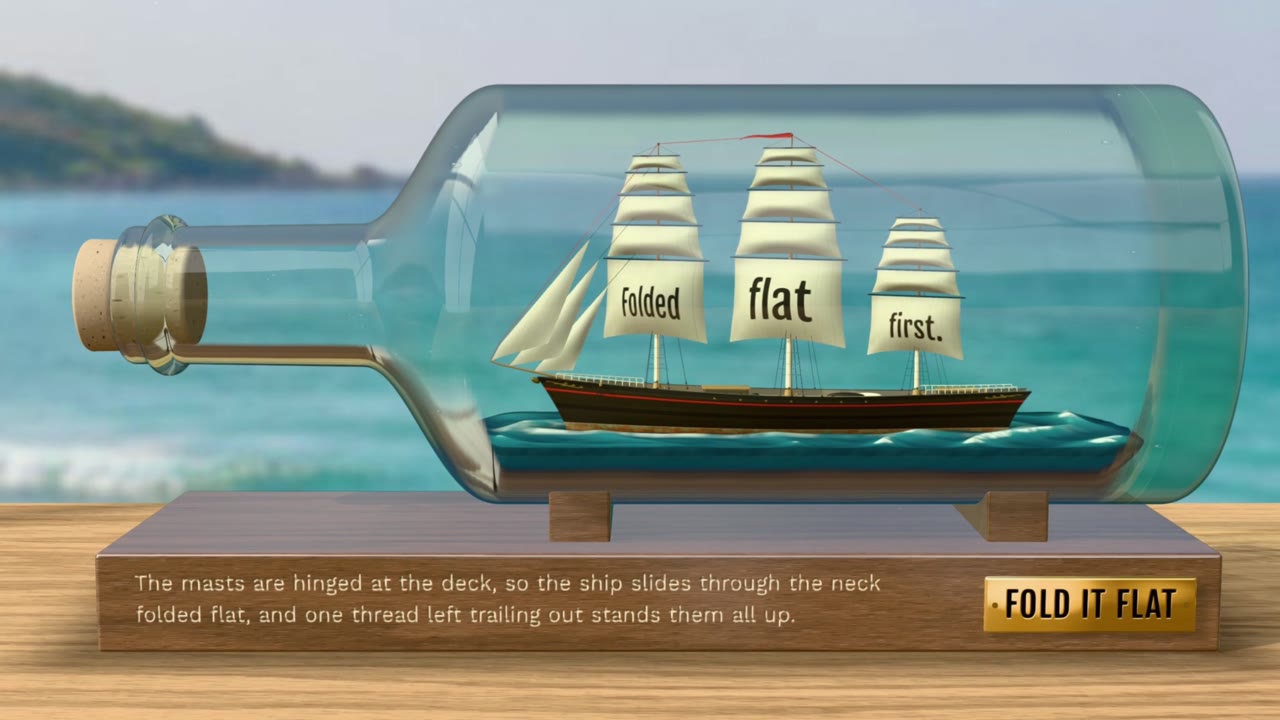 Folded
flat
first.
The masts are hinged at the deck, so the ship slides through the neck
folded flat, and one thread left trailing out stands them all up.
FOLD IT FLAT